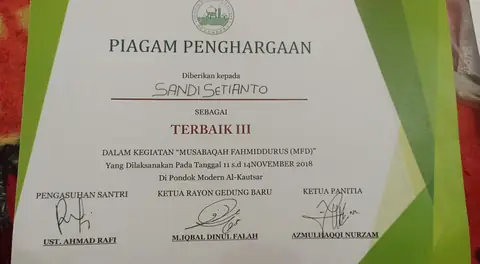 PIAGAM PENGHARGAAN
Diberikan kepada
SANDI SETIANTO
SEBAGAI
TERBAIK III
DALAM KEGIATAN "MUSABAQAH FAHMIDDURUS (MFD)"
Yang Dilaksanakan Pada Tanggal 11 s.d 14NOVEMBER 2018
Di Pondok Modern Al-Kautsar
PENGASUHAN SANTRI KETUA RAYON GEDUNG BARU KETUA PANITIA
UST. AHMAD RAFI M.IQBAL DINUL FALAH AZMULHAQQI NURZAM